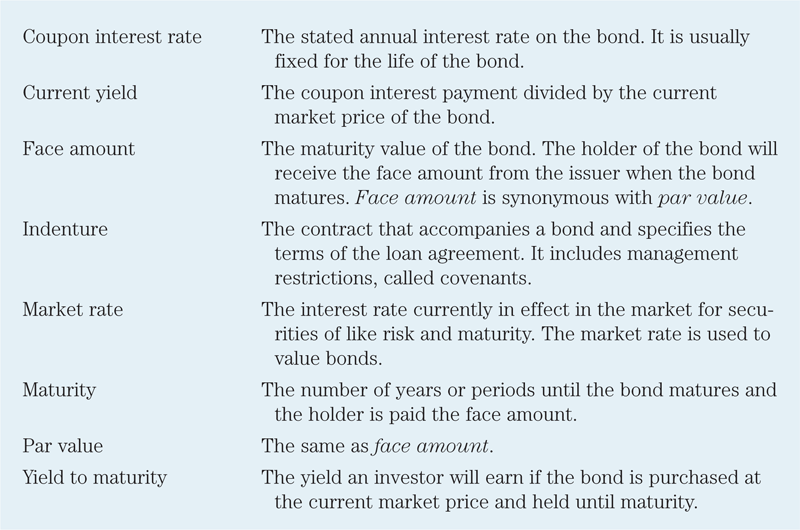 Coupon interest rate The stated annual interest rate on the bond. It is usually
fixed for the life of the bond.
Current yield The coupon interest payment divided by the current
market price of the bond.
Face amount The maturity value of the bond. The holder of the bond will
receive the face amount from the issuer when the bond
matures. Face amount is synonymous with par value.
Indenture The contract that accompanies a bond and specifies the
terms of the loan agreement. It includes management
restrictions, called covenants.
Market rate The interest rate currently in effect in the market for secu-
rities of like risk and maturity. The market rate is used to
value bonds.
Maturity The number of years or periods until the bond matures and
the holder is paid the face amount.
Par value The same as face amount.
Yield to maturity The yield an investor will earn if the bond is purchased at
the current market price and held until maturity.